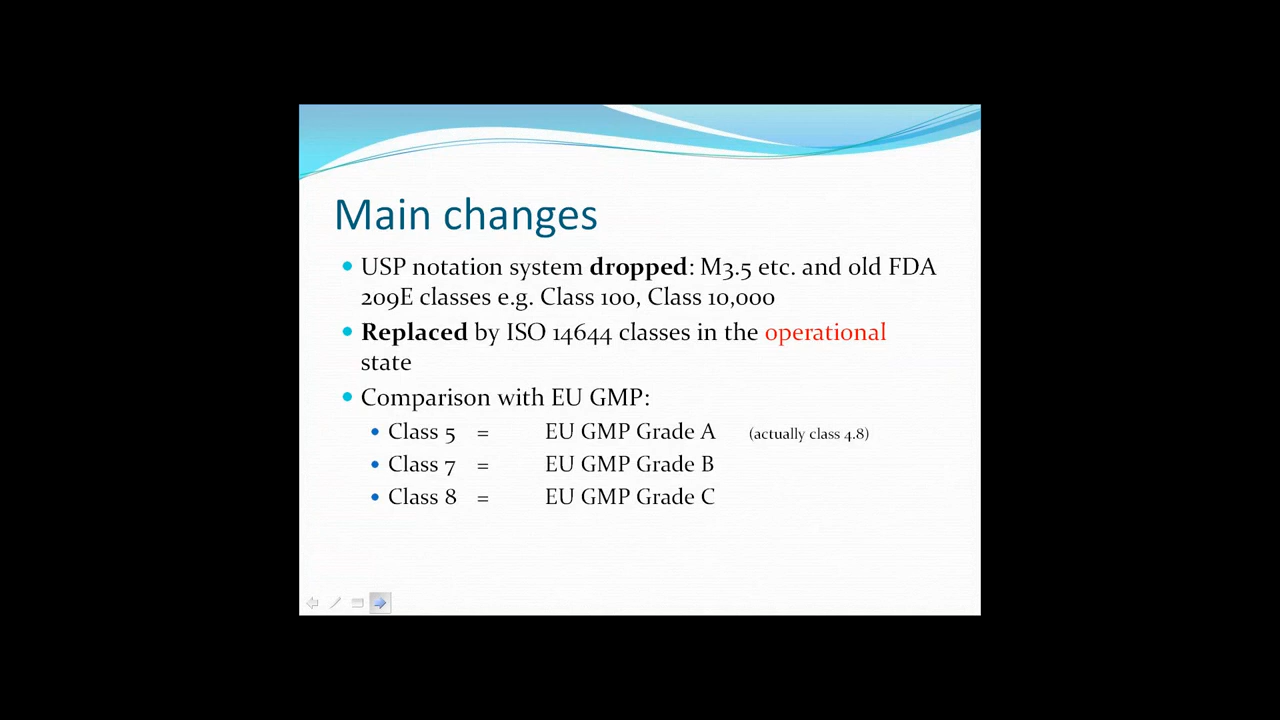 Main changes
USP notation system dropped: M3.5 etc. and old FDA
209E classes e.g. Class 100, Class 10,000
Replaced by ISO 14644 classes in the operational
state
Comparison with EU GMP:
Class 5 = EU GMP Grade A (actually class 4.8)
Class 7 = EU GMP Grade B
Class 8 = EU GMP Grade C